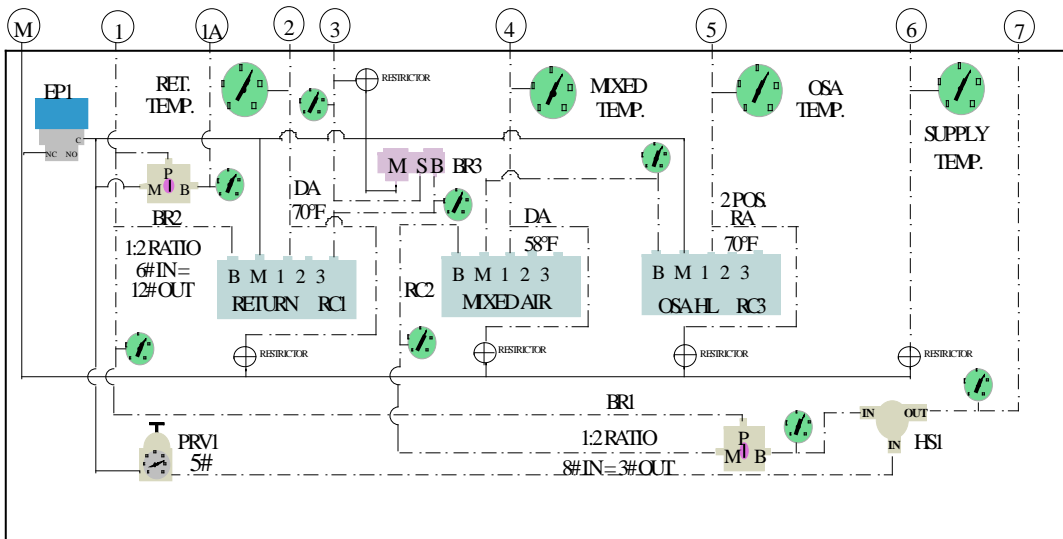 M 1 1A 2 3 4 5 6 7
EP1
C
NC NO
RET.
TEMP.
RESTRICTOR
MIXED
TEMP.
OSA
TEMP.
SUPPLY
TEMP.
P
M B
BR2
1:2 RATIO
6# IN =
12# OUT
DA
70°F
M S B BR3
DA
58°F
2 POS.
RA
70°F
B M 1 2 3
RETURN RC1
RC2
B M 1 2 3
MIXED AIR
B M 1 2 3
OSA HL RC3
RESTRICTOR
RESTRICTOR
RESTRICTOR
RESTRICTOR
PRV1
5#
BR1
1:2 RATIO
8# IN = 3# OUT
P
M B
IN OUT
IN
HS1